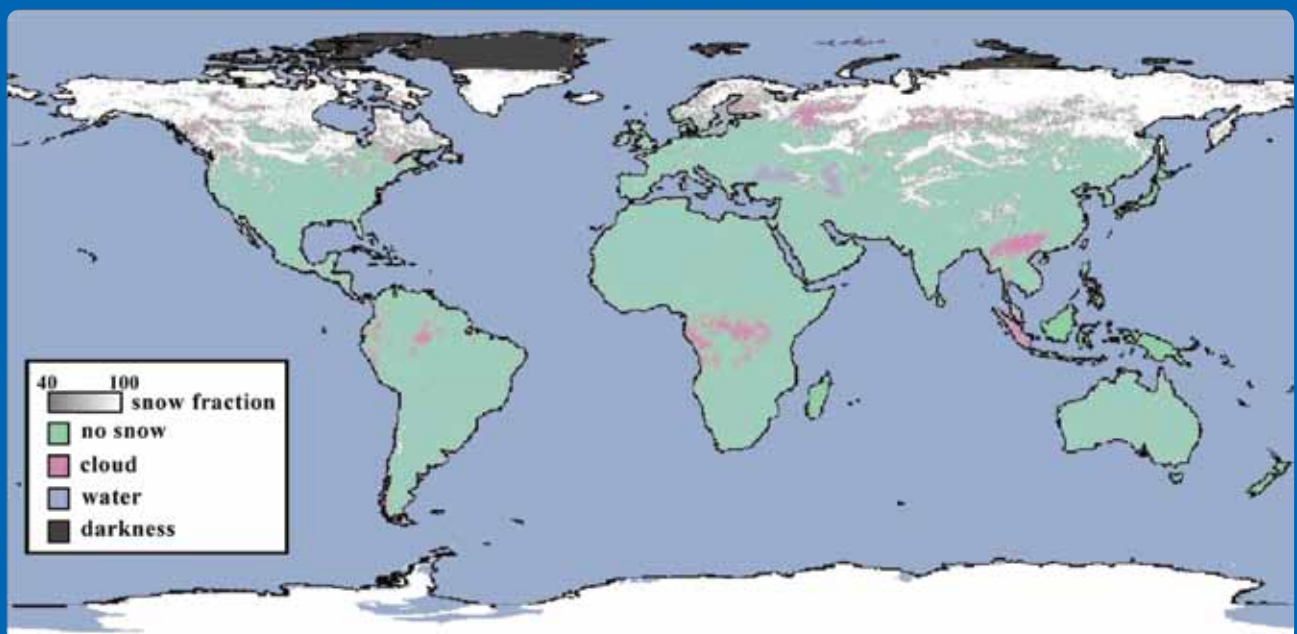 40 100
snow fraction
no snow
cloud
water
darkness